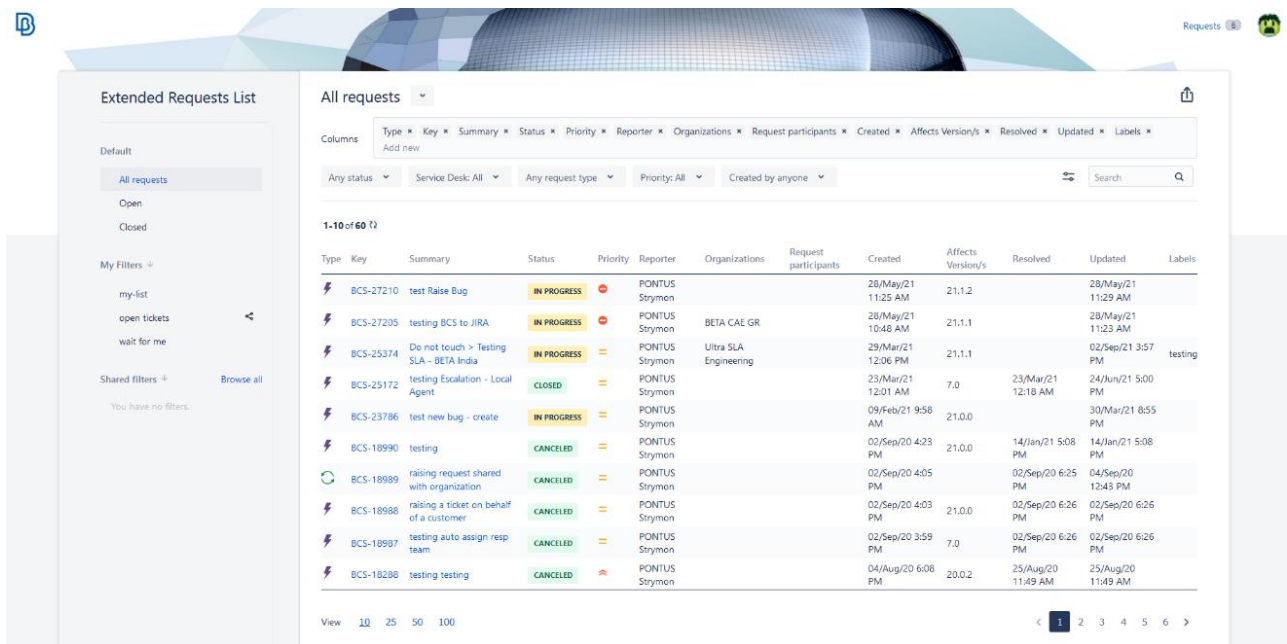 Requests 6
Extended Requests List
Default
All requests
Open
Closed
My Filters
my-list
open tickets
wait for me
Shared filters Browse all
You have no filters.
All requests
Columns Type × Key × Summary × Status × Priority × Reporter × Organizations × Request participants × Created × Affects Version/s × Resolved × Updated × Labels ×
Add new
Any status Service Desk: All Any request type Priority: All Created by anyone Search
1-10 of 60
Type Key Summary Status Priority Reporter Organizations Request participants Created Affects Version/s Resolved Updated Labels
BCS-27210 test Raise Bug IN PROGRESS PONTUS Strymon 28/May/21 11:25 AM 21.1.2 28/May/21 11:29 AM
BCS-27205 testing BCS to JIRA IN PROGRESS PONTUS Strymon BETA CAE GR 28/May/21 10:48 AM 21.1.1 28/May/21 11:23 AM
BCS-25374 Do not touch > Testing SLA - BETA India IN PROGRESS PONTUS Strymon Ultra SLA Engineering 29/Mar/21 12:06 PM 21.1.1 02/Sep/21 3:57 PM testing
BCS-25172 testing Escalation - Local Agent CLOSED PONTUS Strymon 23/Mar/21 12:01 AM 7.0 23/Mar/21 12:18 AM 24/Jun/21 5:00 PM
BCS-23786 test new bug - create IN PROGRESS PONTUS Strymon 09/Feb/21 9:58 AM 21.0.0 30/Mar/21 8:55 PM
BCS-18990 testing CANCELED PONTUS Strymon 02/Sep/20 4:23 PM 21.0.0 14/Jan/21 5:08 PM 14/Jan/21 5:08 PM
BCS-18989 raising request shared with organization CANCELED PONTUS Strymon 02/Sep/20 4:05 PM 02/Sep/20 6:25 PM 04/Sep/20 12:43 PM
BCS-18988 raising a ticket on behalf of a customer CANCELED PONTUS Strymon 02/Sep/20 4:03 PM 21.0.0 02/Sep/20 6:26 PM 02/Sep/20 6:26 PM
BCS-18987 testing auto assign resp team CANCELED PONTUS Strymon 02/Sep/20 3:59 PM 7.0 02/Sep/20 6:26 PM 02/Sep/20 6:26 PM
BCS-18288 testing testing CANCELED PONTUS Strymon 04/Aug/20 6:08 PM 20.0.2 25/Aug/20 11:49 AM 25/Aug/20 11:49 AM
View 10 25 50 100
< 1 2 3 4 5 6 >